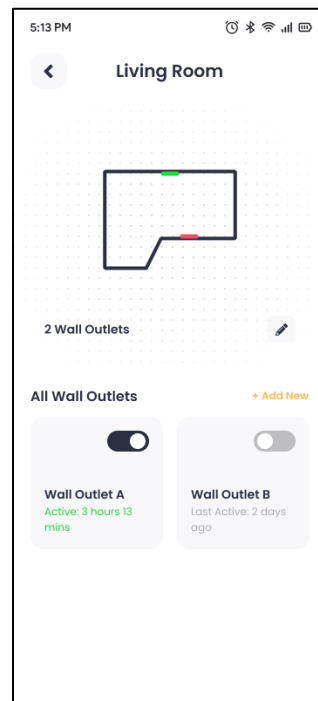 5:13 PM
Living Room
2 Wall Outlets
All Wall Outlets
+ Add New
Wall Outlet A
Active: 3 hours 13
mins
Wall Outlet B
Last Active: 2 days
ago